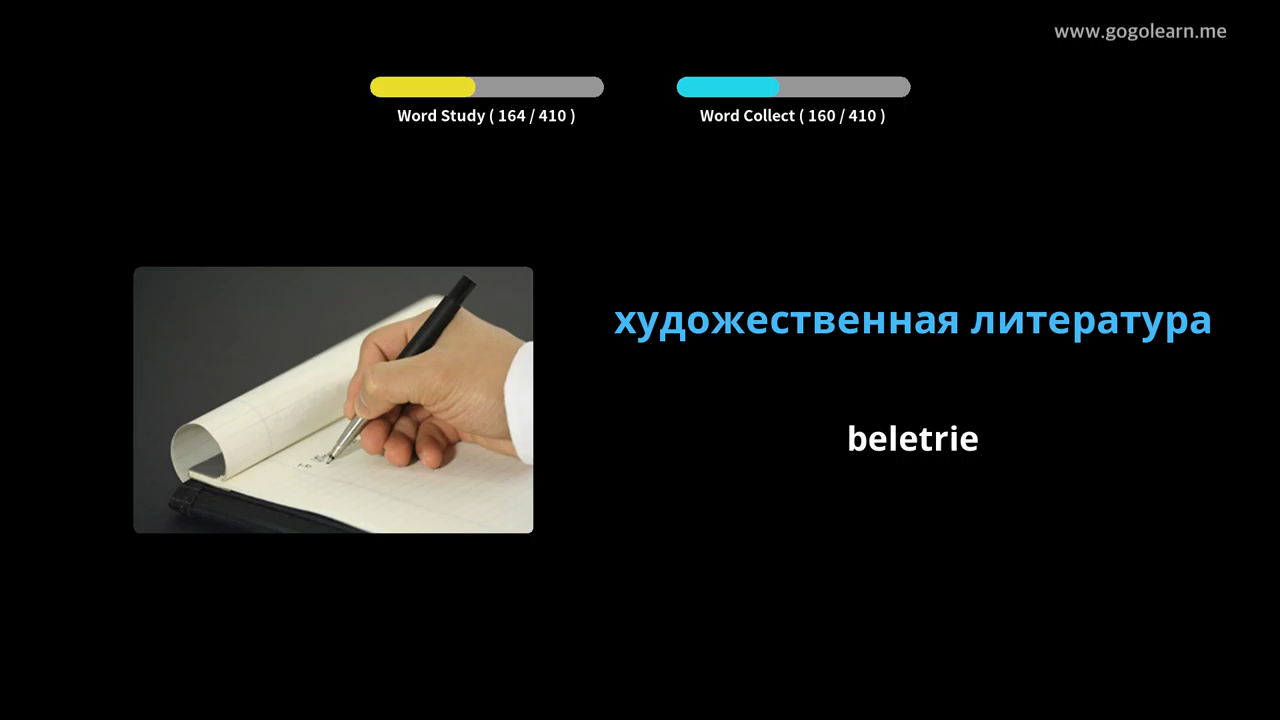 www.gogolearn.me
Word Study ( 164 / 410 )
Word Collect ( 160 / 410 )
художественная литература
beletrie